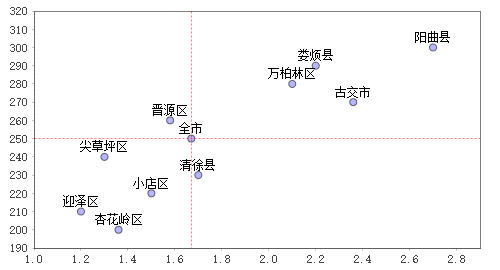 320
310
300
290
280
270
260
250
240
230
220
210
200
190
阳曲县
娄烦县
万柏林区
古交市
晋源区
全市
尖草坪区
清徐县
小店区
迎泽区
杏花岭区
1.0 1.2 1.4 1.6 1.8 2.0 2.2 2.4 2.6 2.8